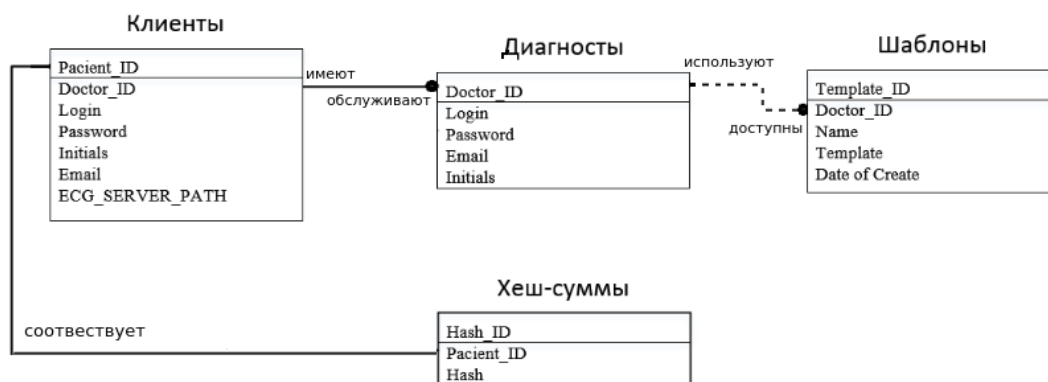 Клиенты
Pacient_ID
Doctor_ID
Login
Password
Initials
Email
ECG_SERVER_PATH
имеют
обслуживают
Диагносты
Doctor_ID
Login
Password
Email
Initials
используют
доступны
Шаблоны
Template_ID
Doctor_ID
Name
Template
Date of Create
соотвествует
Хеш-суммы
Hash_ID
Pacient_ID
Hash